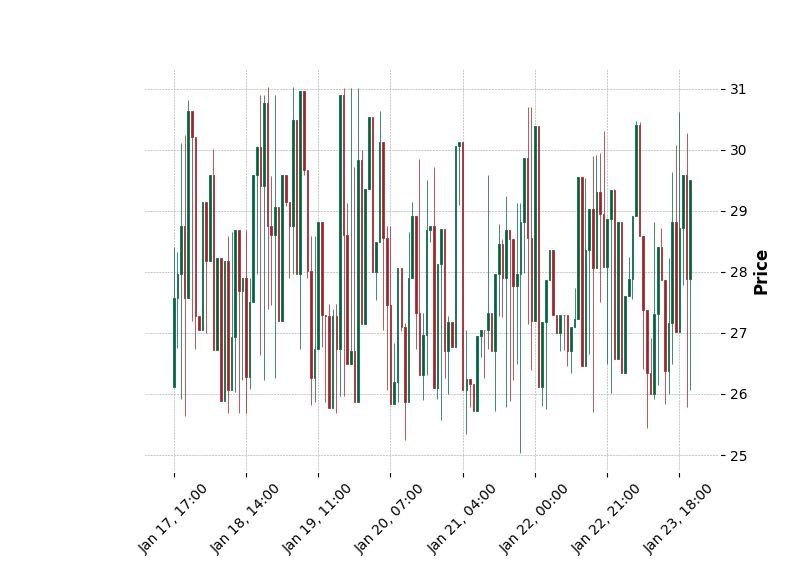 31
30
29
28
27
26
25
Price
Jan 17, 17:00
Jan 18, 14:00
Jan 19, 11:00
Jan 20, 07:00
Jan 21, 04:00
Jan 22, 00:00
Jan 22, 21:00
Jan 23, 18:00